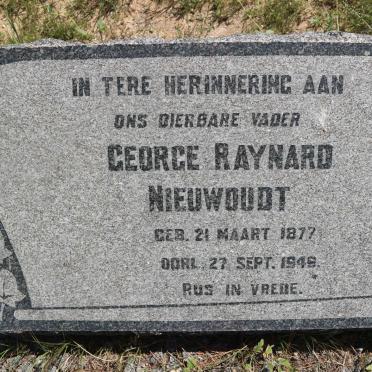 IN TERE HERINNERING AAN
ONS DIERBARE VADER
GEORGE RAYNARD
NIEUWOUDT
GEB. 21 MAART 1877
OORL. 27 SEPT. 1949.
RUS IN VREDE.